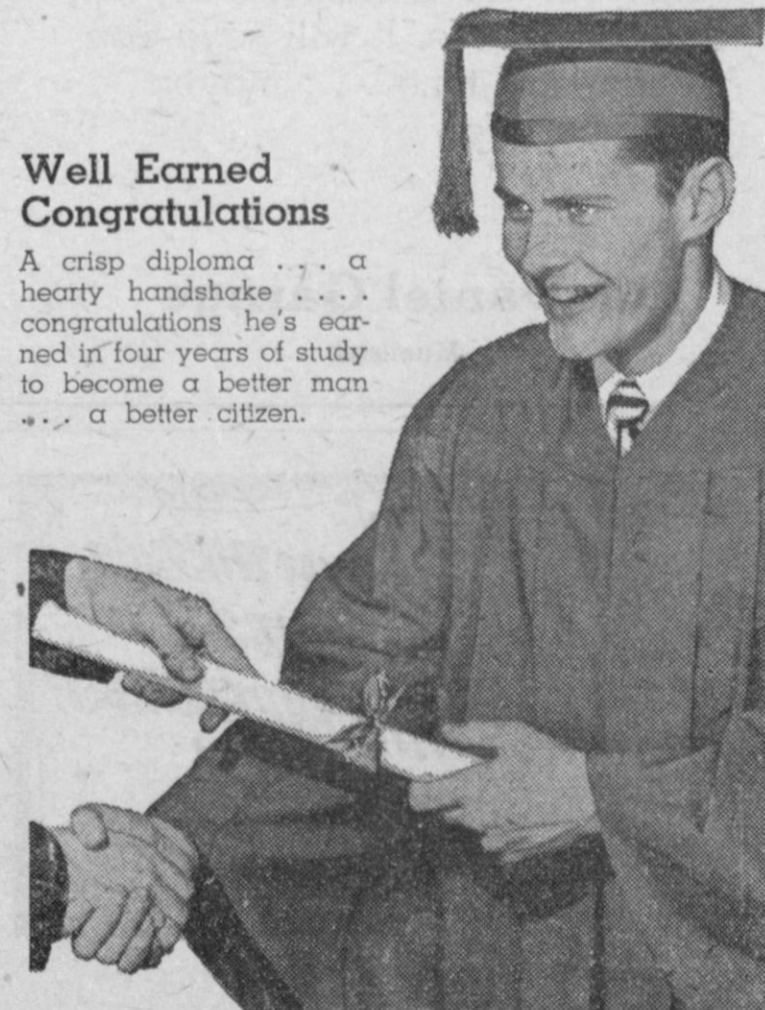 Well Earned
Congratulations
A crisp diploma . . . . a
hearty handshake . . . .
congratulations he's ear-
ned in four years of study
to become a better man
. . . . a better citizen.